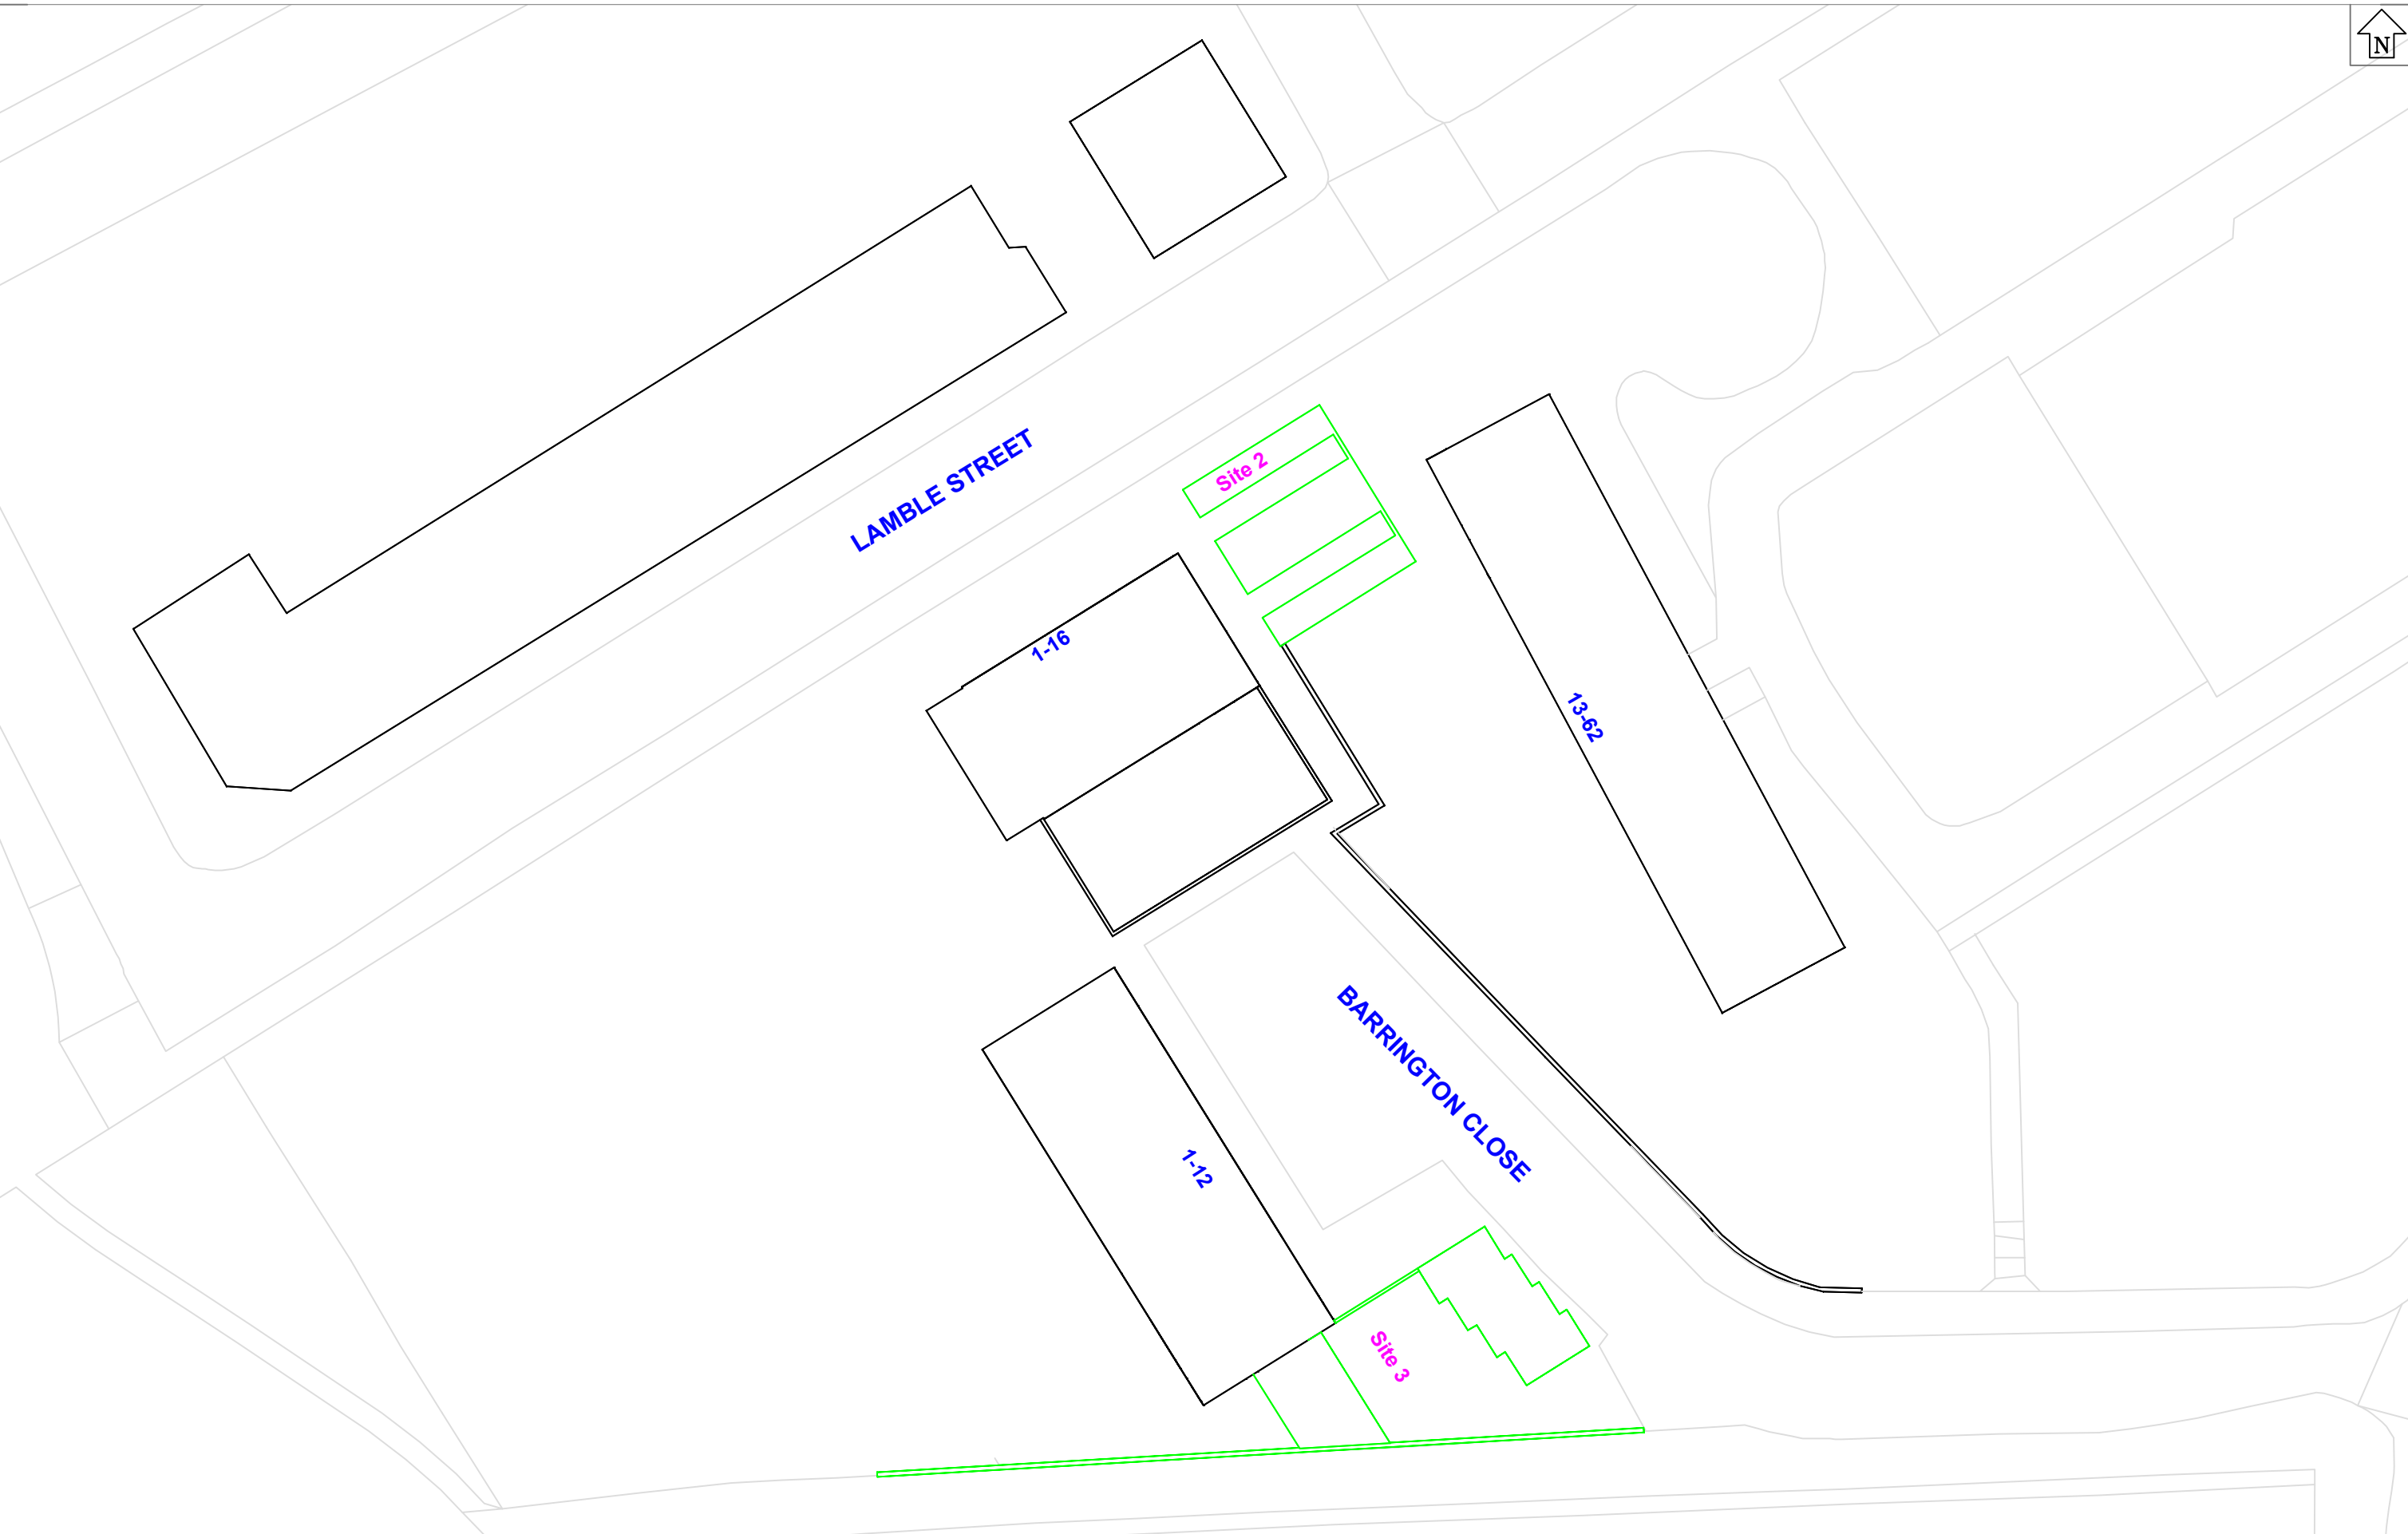 N
Site 2
LAMBLE STREET
1-16
13-62
BARRINGTON CLOSE
1-12
Site 3